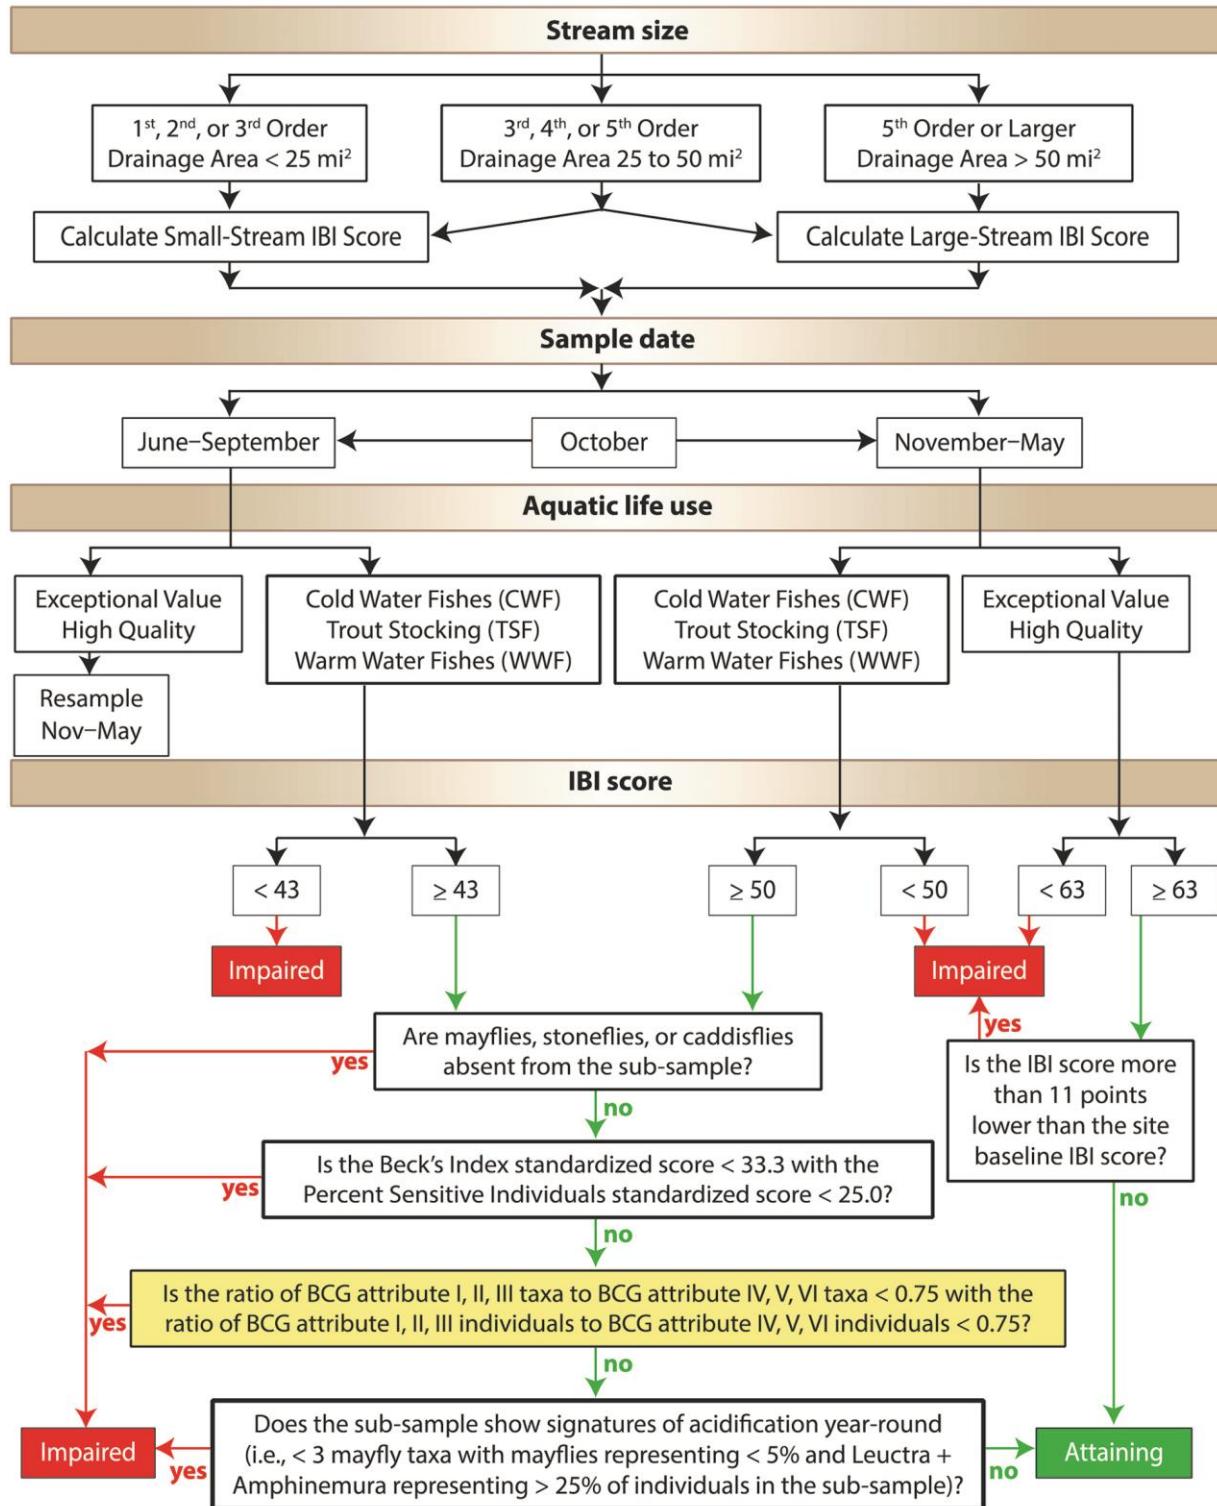 Stream size
1st, 2nd, or 3rd Order
Drainage Area < 25 mi²
3rd, 4th, or 5th Order
Drainage Area 25 to 50 mi²
5th Order or Larger
Drainage Area > 50 mi²
Calculate Small-Stream IBI Score
Calculate Large-Stream IBI Score
Sample date
June–September
October
November–May
Aquatic life use
Exceptional Value
High Quality
Cold Water Fishes (CWF)
Trout Stocking (TSF)
Warm Water Fishes (WWF)
Cold Water Fishes (CWF)
Trout Stocking (TSF)
Warm Water Fishes (WWF)
Exceptional Value
High Quality
Resample
Nov–May
IBI score
< 43
≥ 43
≥ 50
< 50
< 63
≥ 63
Impaired
Impaired
Are mayflies, stoneflies, or caddisflies
absent from the sub-sample?
yes
no
yes
Is the IBI score more
than 11 points
lower than the site
baseline IBI score?
no
Is the Beck's Index standardized score < 33.3 with the
Percent Sensitive Individuals standardized score < 25.0?
yes
no
Is the ratio of BCG attribute I, II, III taxa to BCG attribute IV, V, VI taxa < 0.75 with the
ratio of BCG attribute I, II, III individuals to BCG attribute IV, V, VI individuals < 0.75?
yes
no
Does the sub-sample show signatures of acidification year-round
(i.e., < 3 mayfly taxa with mayflies representing < 5% and Leuctra +
Amphinemura representing > 25% of individuals in the sub-sample)?
yes
no
Impaired
Attaining